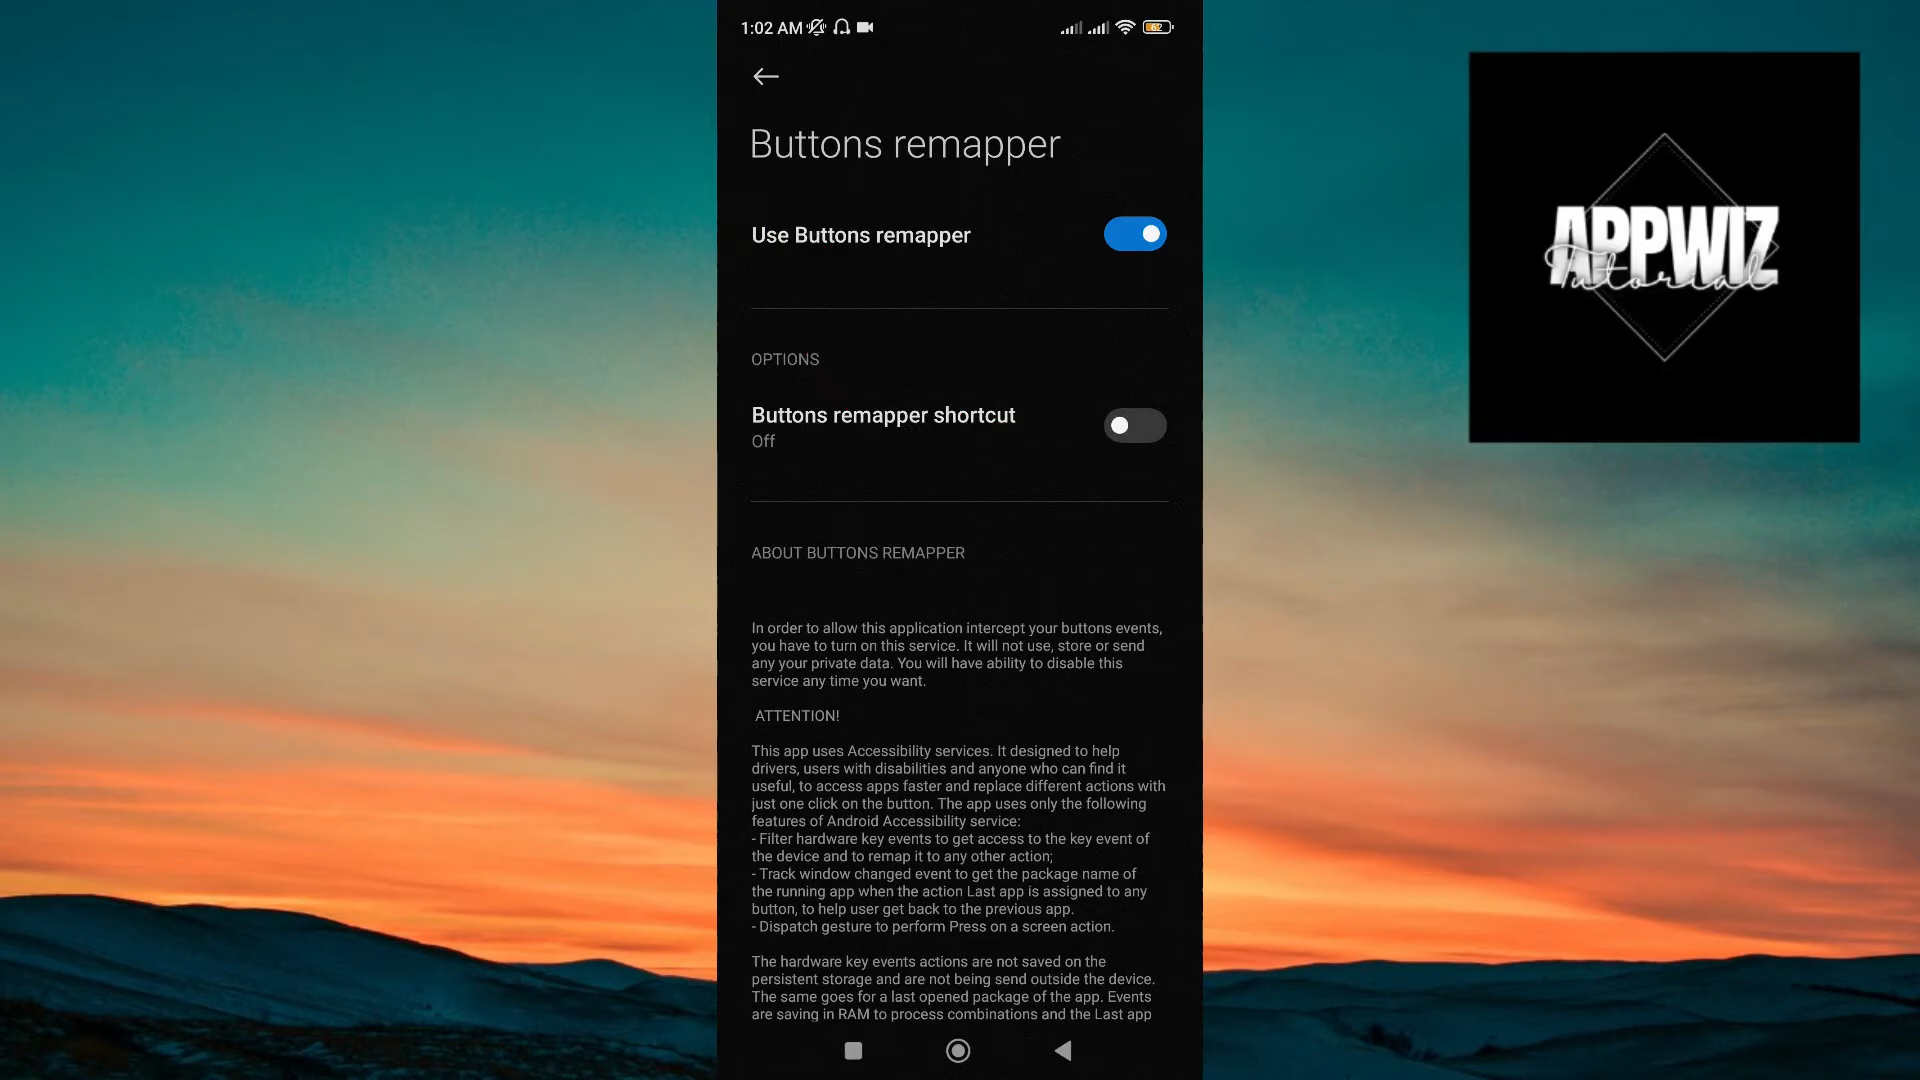 1:02 AM
62
Buttons remapper
Use Buttons remapper
OPTIONS
Buttons remapper shortcut
Off
ABOUT BUTTONS REMAPPER
In order to allow this application intercept your buttons events,
you have to turn on this service. It will not use, store or send
any your private data. You will have ability to disable this
service any time you want.
ATTENTION!
This app uses Accessibility services. It designed to help
drivers, users with disabilities and anyone who can find it
useful, to access apps faster and replace different actions with
just one click on the button. The app uses only the following
features of Android Accessibility service:
- Filter hardware key events to get access to the key event of
the device and to remap it to any other action;
- Track window changed event to get the package name of
the running app when the action Last app is assigned to any
button, to help user get back to the previous app.
- Dispatch gesture to perform Press on a screen action.
The hardware key events actions are not saved on the
persistent storage and are not being send outside the device.
The same goes for a last opened package of the app. Events
are saving in RAM to process combinations and the Last app
APPWIZ
Tutorial